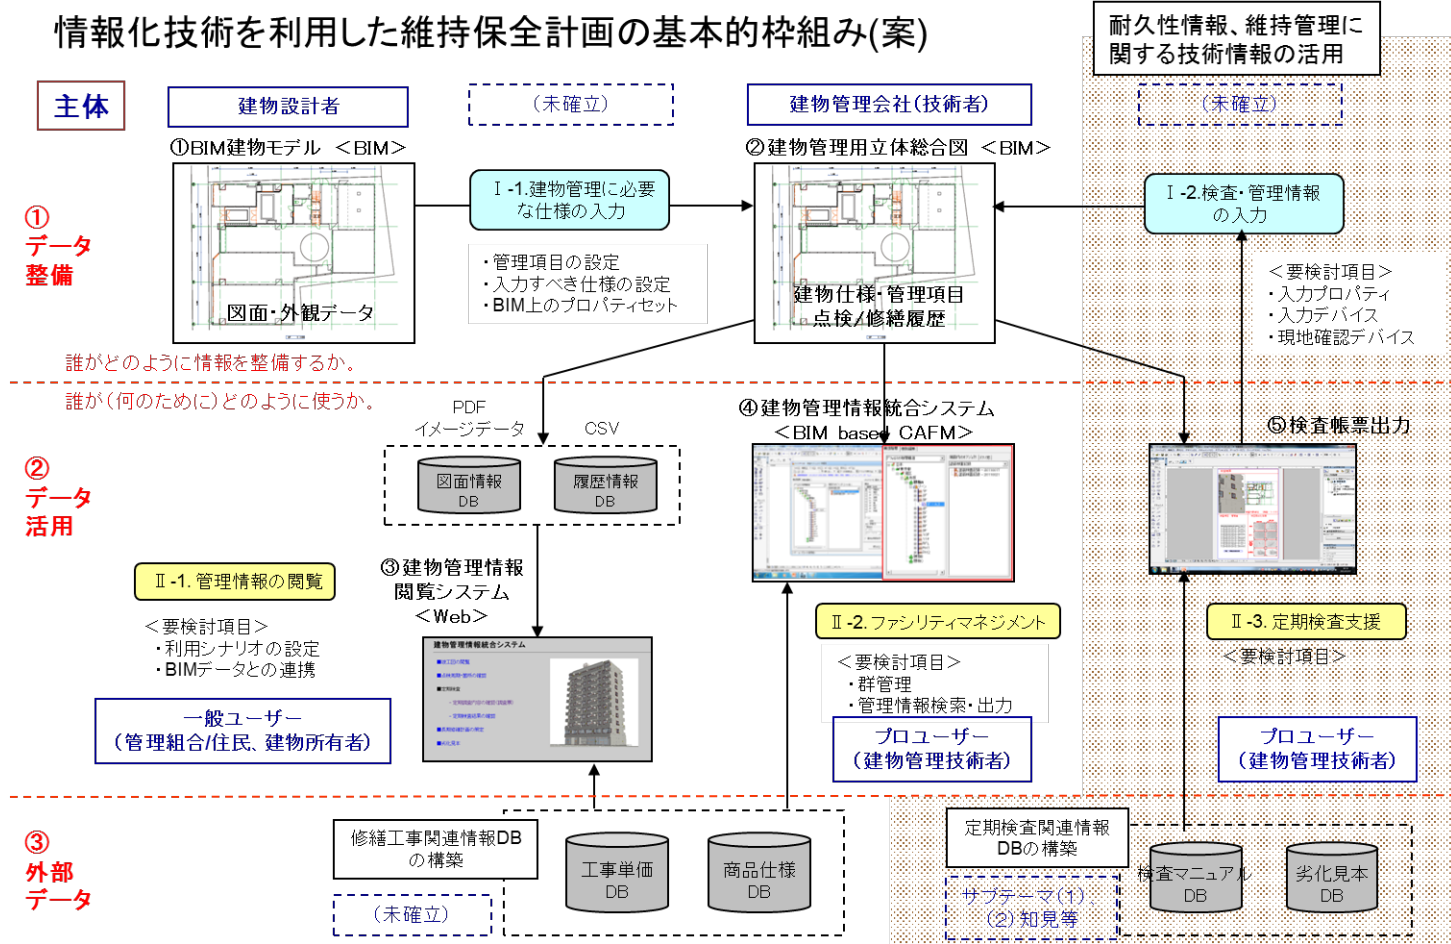 情報化技術を利用した維持保全計画の基本的枠組み(案)
耐久性情報、維持管理に
関する技術情報の活用
主体
建物設計者
(未確立)
建物管理会社(技術者)
(未確立)
①BIM建物モデル <BIM>
②建物管理用立体総合図 <BIM>
①
データ
整備
図面・外観データ
Ⅰ-1.建物管理に必要
な仕様の入力
・管理項目の設定
・入力すべき仕様の設定
・BIM上のプロパティセット
建物仕様・管理項目
点検/修繕履歴
Ⅰ-2.検査・管理情報
の入力
<要検討項目>
・入力プロパティ
・入力デバイス
・現地確認デバイス
誰がどのように情報を整備するか。
誰が(何のために)どのように使うか。
②
データ
活用
PDF
イメージデータ
CSV
図面情報
DB
履歴情報
DB
④建物管理情報統合システム
<BIM based CAFM>
⑤検査帳票出力
③建物管理情報
閲覧システム
<Web>
Ⅱ-1. 管理情報の閲覧
<要検討項目>
・利用シナリオの設定
・BIMデータとの連携
一般ユーザー
(管理組合/住民、建物所有者)
建物管理情報統合システム
Ⅱ-2.ファシリティマネジメント
<要検討項目>
・群管理
・管理情報検索・出力
プロユーザー
(建物管理技術者)
Ⅱ-3. 定期検査支援
<要検討項目>
プロユーザー
(建物管理技術者)
③
外部
データ
修繕工事関連情報DB
の構築
(未確立)
工事単価
DB
商品仕様
DB
定期検査関連情報
DBの構築
サブテーマ(1)、
(2)知見等
検査マニュアル
DB
劣化見本
DB